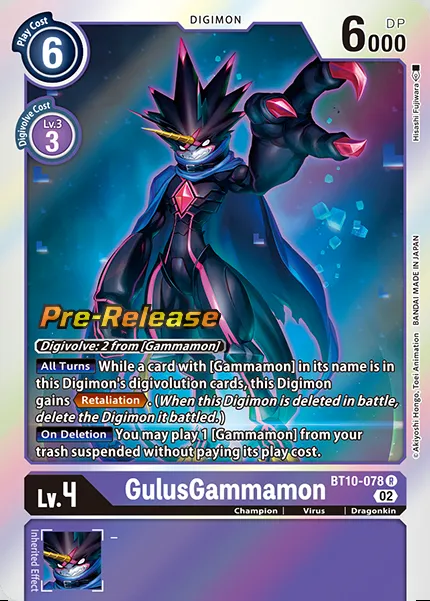 DIGIMON
Play Cost
6
DP
6000
Digivolve Cost
Lv.3
3
Hisashi Fujiwara
Pre-Release
Digivolve: 2 from [Gammamon]
All Turns While a card with [Gammamon] in its name is in
this Digimon's digivolution cards, this Digimon
gains Retaliation. (When this Digimon is deleted in battle,
delete the Digimon it battled.)
On Deletion You may play 1 [Gammamon] from your
trash suspended without paying its play cost.
©Akiyoshi Hongo, Toei Animation BANDAI MADE IN JAPAN
Lv.4
GulusGammamon
BT10-078 R
02
Champion | Virus | Dragonkin
Inherited Effect
–